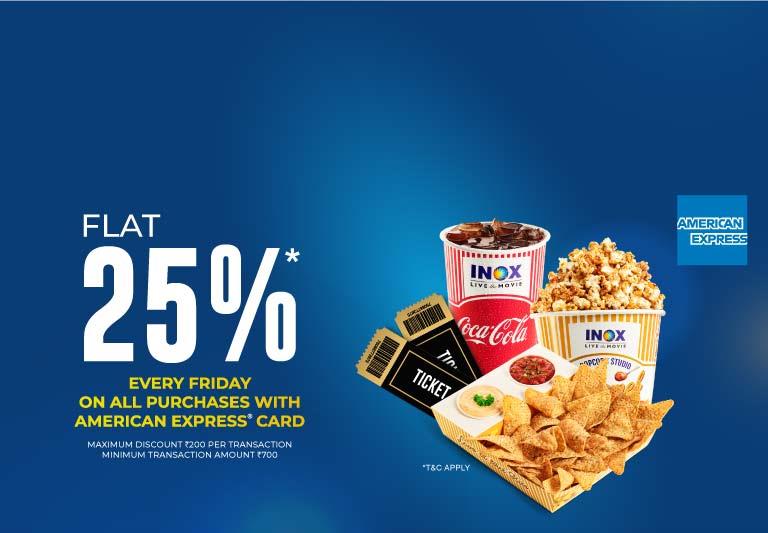 FLAT
25%*
EVERY FRIDAY
ON ALL PURCHASES WITH
AMERICAN EXPRESS® CARD
MAXIMUM DISCOUNT ₹200 PER TRANSACTION
MINIMUM TRANSACTION AMOUNT ₹700
*T&C APPLY
INOX
LIVE the MOVIE
Coca-Cola
TICKET
INOX
LIVE the MOVIE
POPCORN STUDIO
AMERICAN
EXPRESS